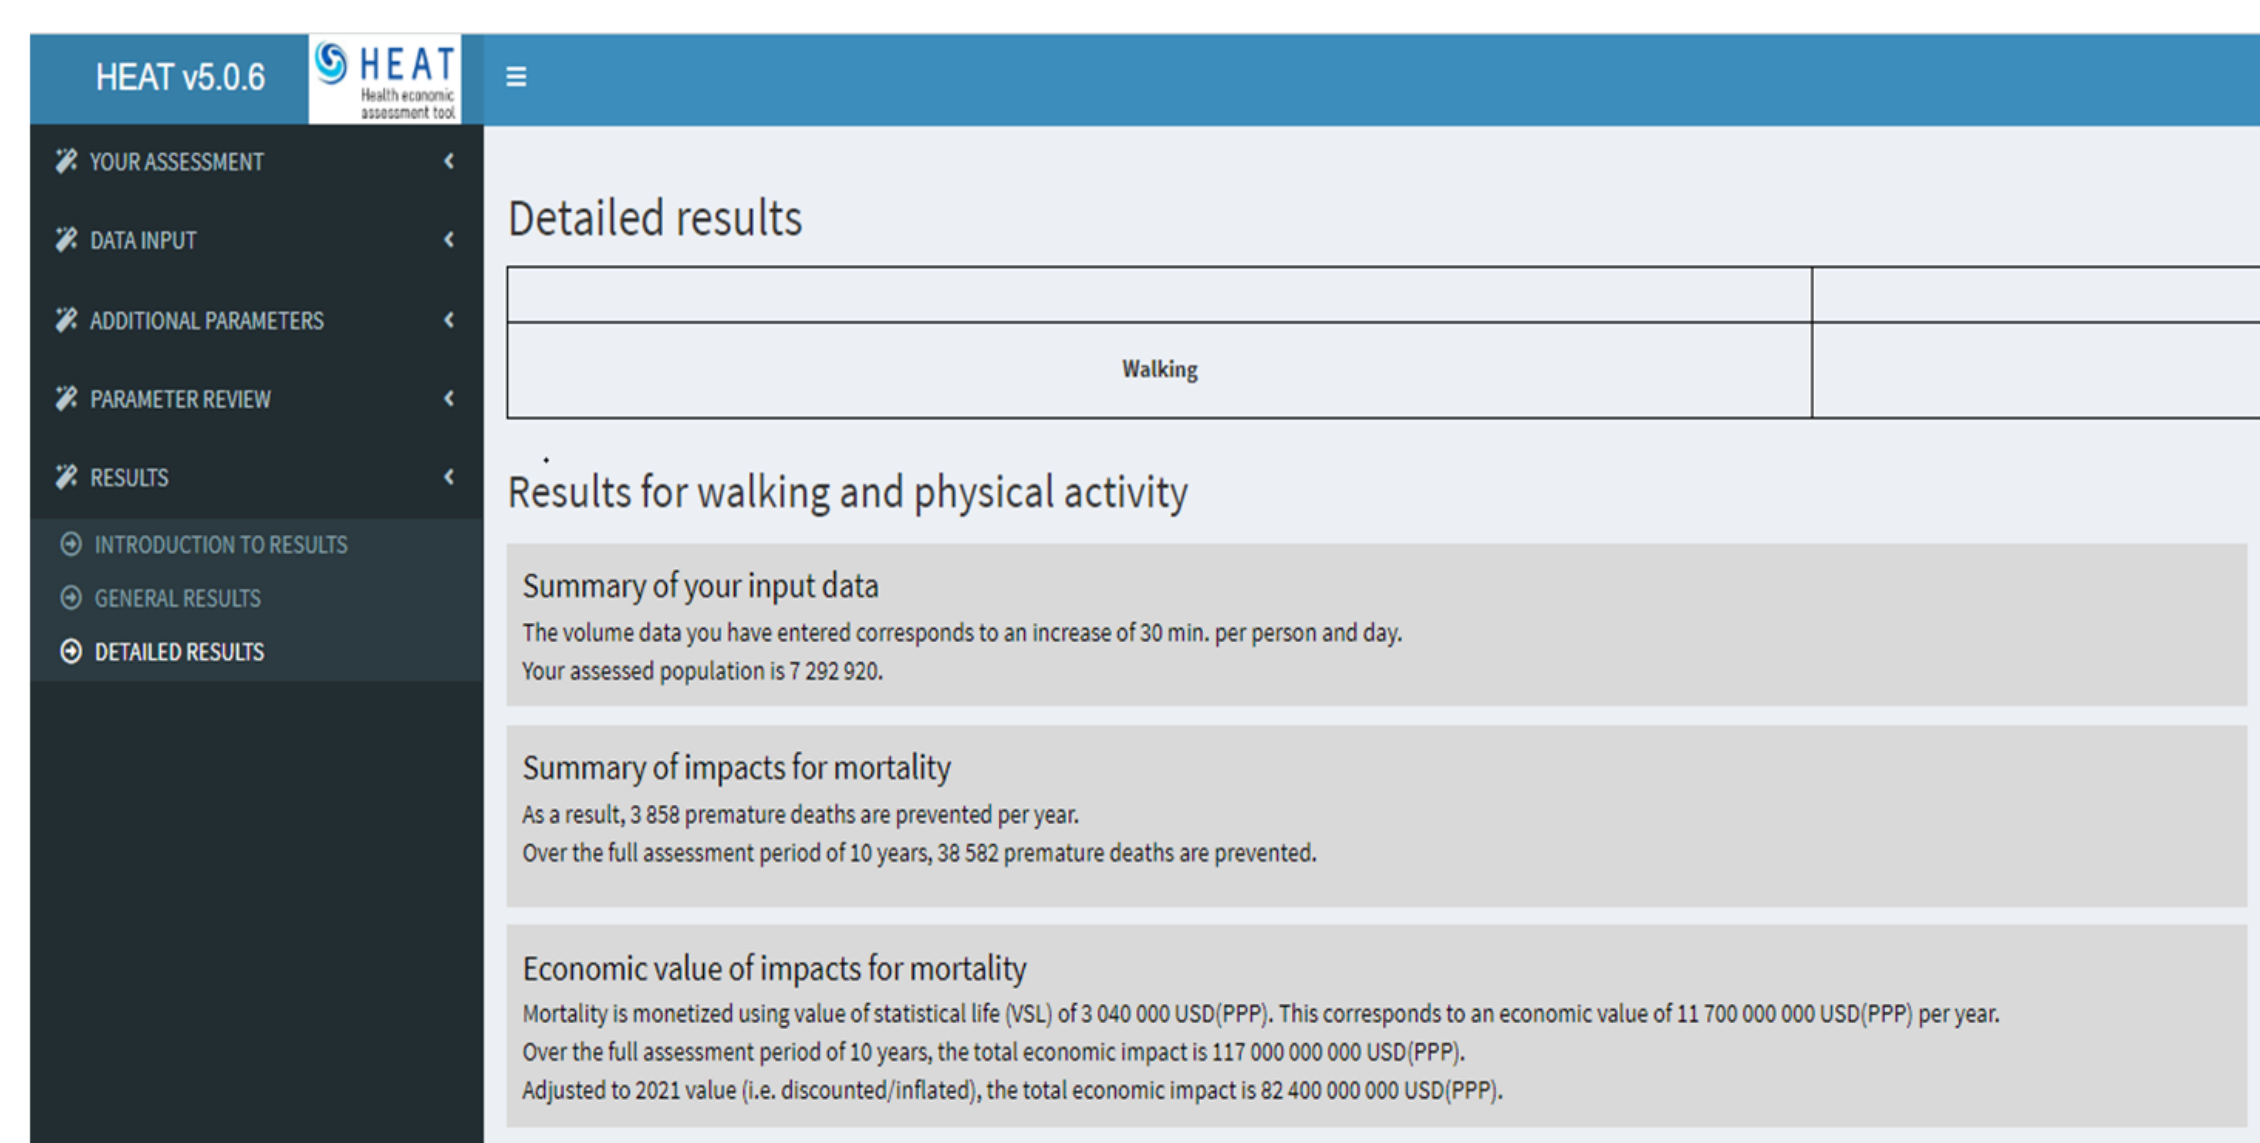 HEAT v5.0.6
HEAT
Health economic
assessment tool
YOUR ASSESSMENT
DATA INPUT
ADDITIONAL PARAMETERS
PARAMETER REVIEW
RESULTS
INTRODUCTION TO RESULTS
GENERAL RESULTS
DETAILED RESULTS
Detailed results
Walking
Results for walking and physical activity
Summary of your input data
The volume data you have entered corresponds to an increase of 30 min. per person and day.
Your assessed population is 7 292 920.
Summary of impacts for mortality
As a result, 3 858 premature deaths are prevented per year.
Over the full assessment period of 10 years, 38 582 premature deaths are prevented.
Economic value of impacts for mortality
Mortality is monetized using value of statistical life (VSL) of 3 040 000 USD(PPP). This corresponds to an economic value of 11 700 000 000 USD(PPP) per year.
Over the full assessment period of 10 years, the total economic impact is 117 000 000 000 USD(PPP).
Adjusted to 2021 value (i.e. discounted/inflated), the total economic impact is 82 400 000 000 USD(PPP).